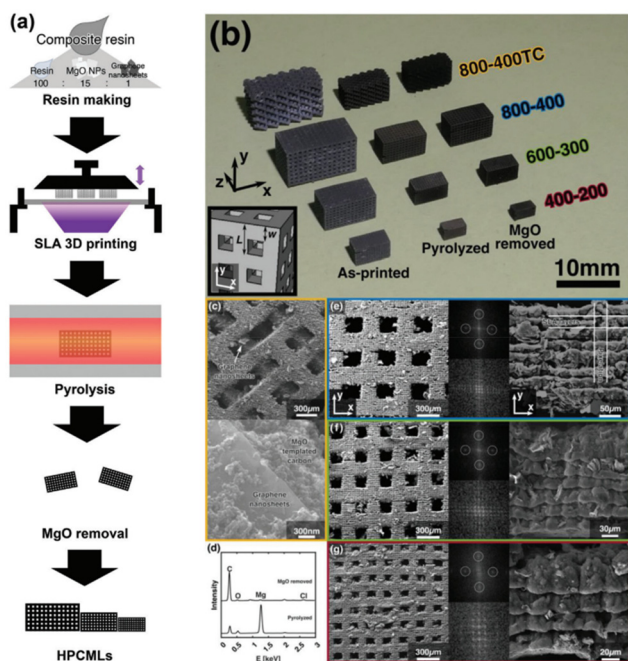 (a)
Composite resin
Resin MgO NPs Graphene
nanosheets
100 : 15 : 1
Resin making
SLA 3D printing
Pyrolysis
MgO removal
HPCMLs
(b)
800-400TC
800-400
600-300
400-200
y
z x
L w
y
x
As-printed
Pyrolyzed
MgO
removed
10mm
(c)
Graphene
nanosheets
300μm
MgO
templated
carbon
Graphene
nanosheets
300nm
(d)
Intensity
C
O
Mg
Cl
MgO removed
Pyrolyzed
0 0.5 1 1.5 2 2.5 3
E [keV]
(e)
y
x
300μm
y
x
50μm
(f)
300μm
30μm
(g)
300μm
20μm